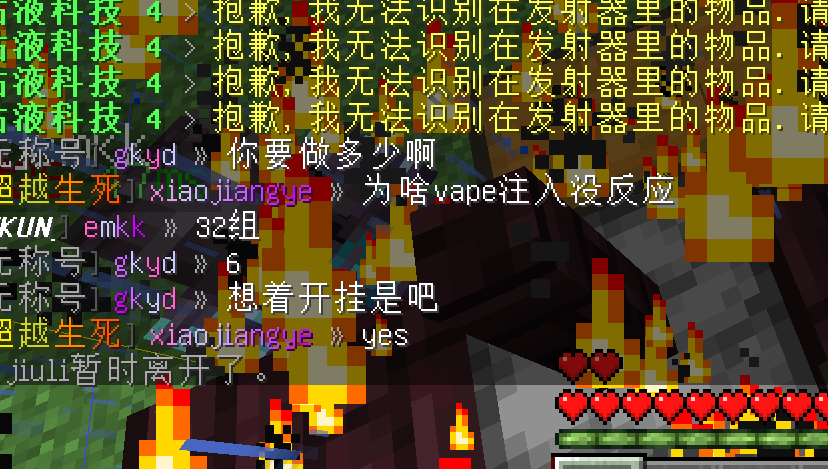 粘液科技 4 > 抱歉, 我无法识别在发射器里的物品. 请
粘液科技 4 > 抱歉, 我无法识别在发射器里的物品. 请
粘液科技 4 > 抱歉, 我无法识别在发射器里的物品. 请
粘液科技 4 > 抱歉, 我无法识别在发射器里的物品. 请
无称号] gkyd » 你要做多少啊
超越生死] xiaojiangye » 为啥vape注入没反应
KUN] emkk » 32组
无称号] gkyd » 6
无称号] gkyd » 想着开挂是吧
超越生死] xiaojiangye » yes
jiuli暂时离开了。